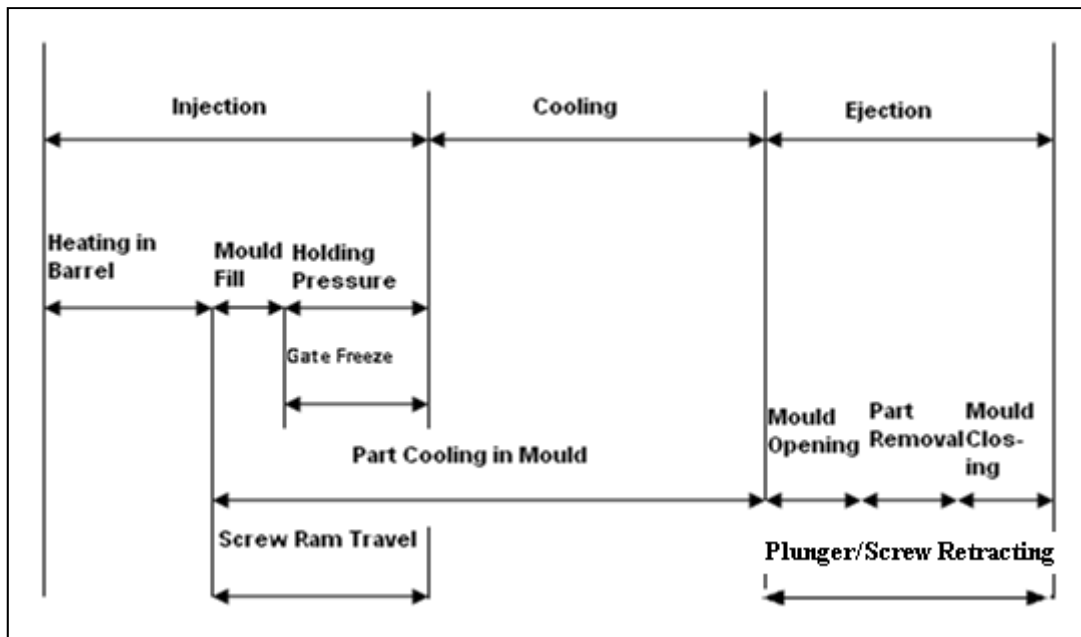 Injection
Cooling
Ejection
Heating in
Barrel
Mould
Fill
Holding
Pressure
Gate Freeze
Part Cooling in Mould
Mould
Opening
Part
Removal
Mould
Clos-
ing
Screw Ram Travel
Plunger/Screw Retracting